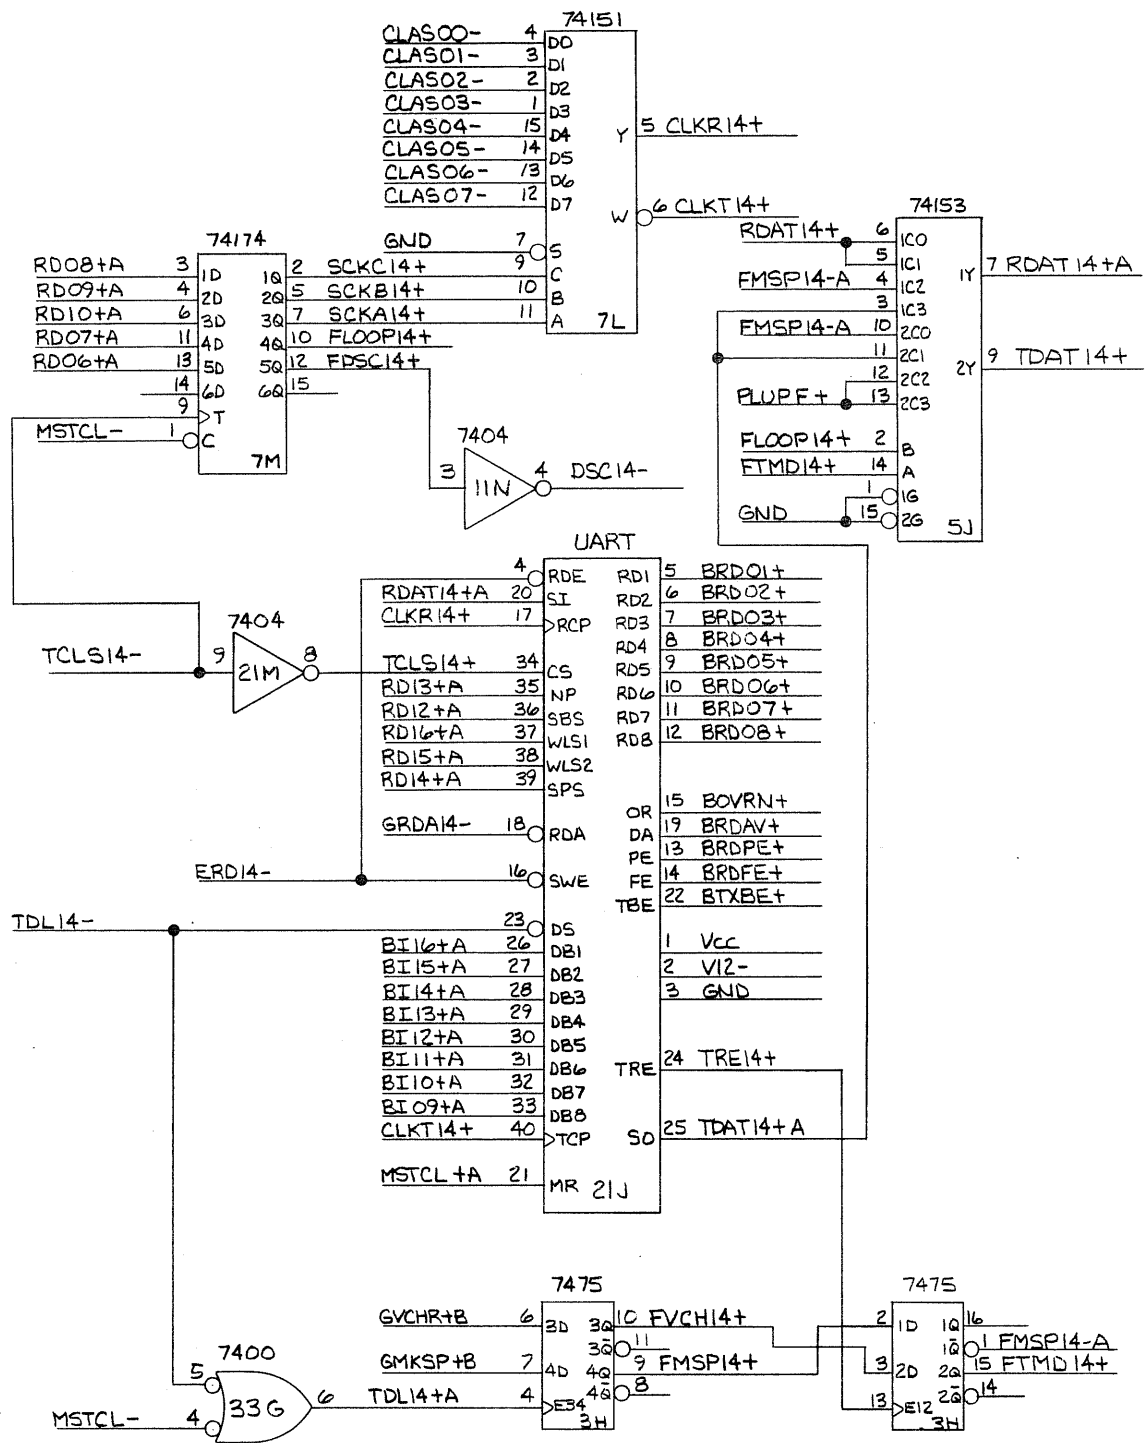 74151
CLAS00- 4 D0
CLAS01- 3 D1
CLAS02- 2 D2
CLAS03- 1 D3
CLAS04- 15 D4
CLAS05- 14 D5
CLAS06- 13 D6
CLAS07- 12 D7
Y 5 CLKR14+
W 6 CLKT14+
GND 7 S
9 C
10 B
11 A
7L
74174
RD08+A 3 1D 1Q 2 SCKC14+
RD09+A 4 2D 2Q 5 SCKB14+
RD10+A 6 3D 3Q 7 SCKA14+
RD07+A 11 4D 4Q 10 FLOOP14+
RD06+A 13 5D 5Q 12 FDSC14+
14 6D 6Q 15
9 T
MSTCL- 1 C
7M
74153
RDAT14+ 6 1C0
5 1C1
FMSP14-A 4 1C2
3 1C3
FMSP14-A 10 2C0
11 2C1
12 2C2
PLUPF+ 13 2C3
1Y 7 RDAT14+A
2Y 9 TDAT14+
FLOOP14+ 2 B
FTMD14+ 14 A
1 1G
GND 15 2G
5J
7404
3 11N 4 DSC14-
7404
TCLS14- 9 21M 8
UART
4 RDE RD1 5 BRD01+
RDAT14+A 20 SI RD2 6 BRD02+
CLKR14+ 17 RCP RD3 7 BRD03+
RD4 8 BRD04+
TCLS14+ 34 CS RD5 9 BRD05+
RD13+A 35 NP RD6 10 BRD06+
RD12+A 36 SBS RD7 11 BRD07+
RD16+A 37 WLS1 RD8 12 BRD08+
RD15+A 38 WLS2
RD14+A 39 SPS
OR 15 BOVRN+
GRDA14- 18 RDA DA 19 BRDAV+
PE 13 BRDPE+
ERD14- 16 SWE FE 14 BRDFE+
TBE 22 BTXBE+
TDL14- 23 DS
BI16+A 26 DB1 1 Vcc
BI15+A 27 DB2 2 V12-
BI14+A 28 DB3 3 GND
BI13+A 29 DB4
BI12+A 30 DB5
BI11+A 31 DB6 TRE 24 TRE14+
BI10+A 32 DB7
BI09+A 33 DB8
CLKT14+ 40 TCP SO 25 TDAT14+A
MSTCL+A 21 MR 21J
7475
GVCHR+B 6 3D 3Q 10 FVCH14+
3Q̅ 11
GMKSP+B 7 4D 4Q 9 FMSP14+
4Q̅ 8
TDL14+A 4 E34
3H
7475
2 1D 1Q 16
1Q̅ 1 FMSP14-A
3 2D 2Q 15 FTMD14+
2Q̅ 14
13 E12
3H
7400
5
33G 6
MSTCL- 4